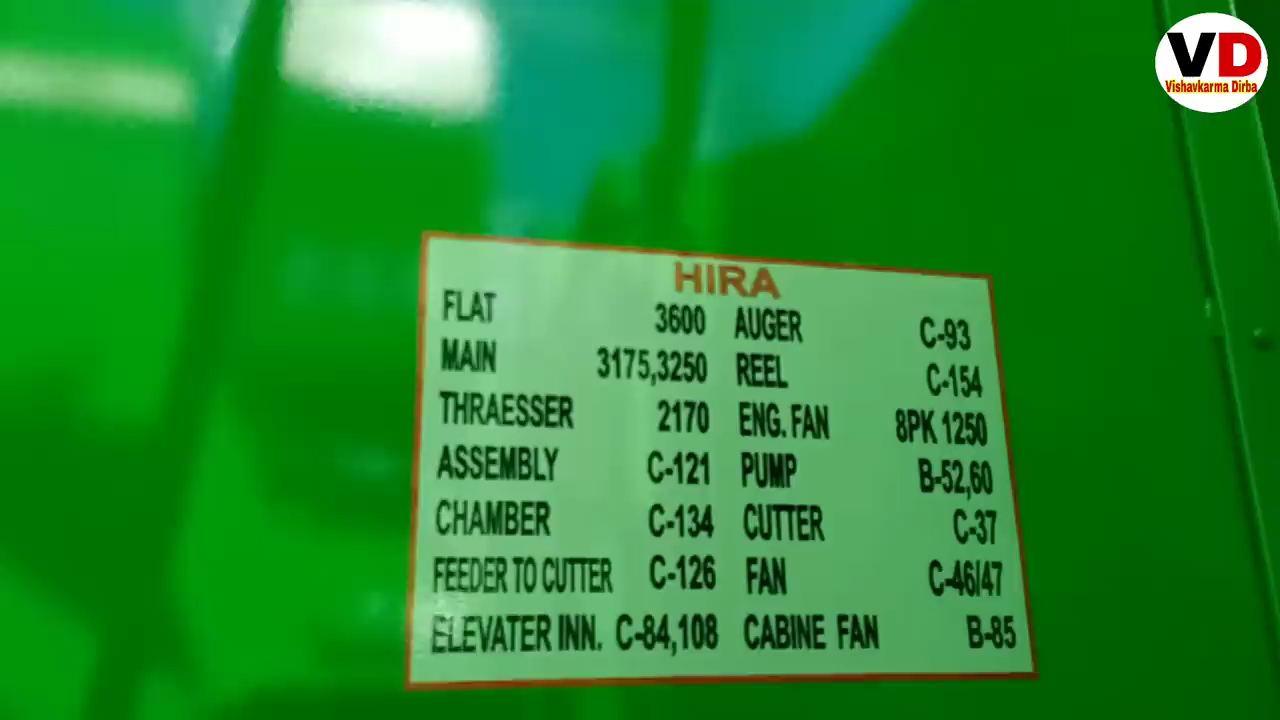 VD
Vishavkarma Dirba
HIRA
FLAT 3600 AUGER C-93
MAIN 3175,3250 REEL C-154
THRAESSER 2170 ENG. FAN 8PK 1250
ASSEMBLY C-121 PUMP B-52,60
CHAMBER C-134 CUTTER C-37
FEEDER TO CUTTER C-126 FAN C-46/47
ELEVATER INN. C-84,108 CABINE FAN B-85